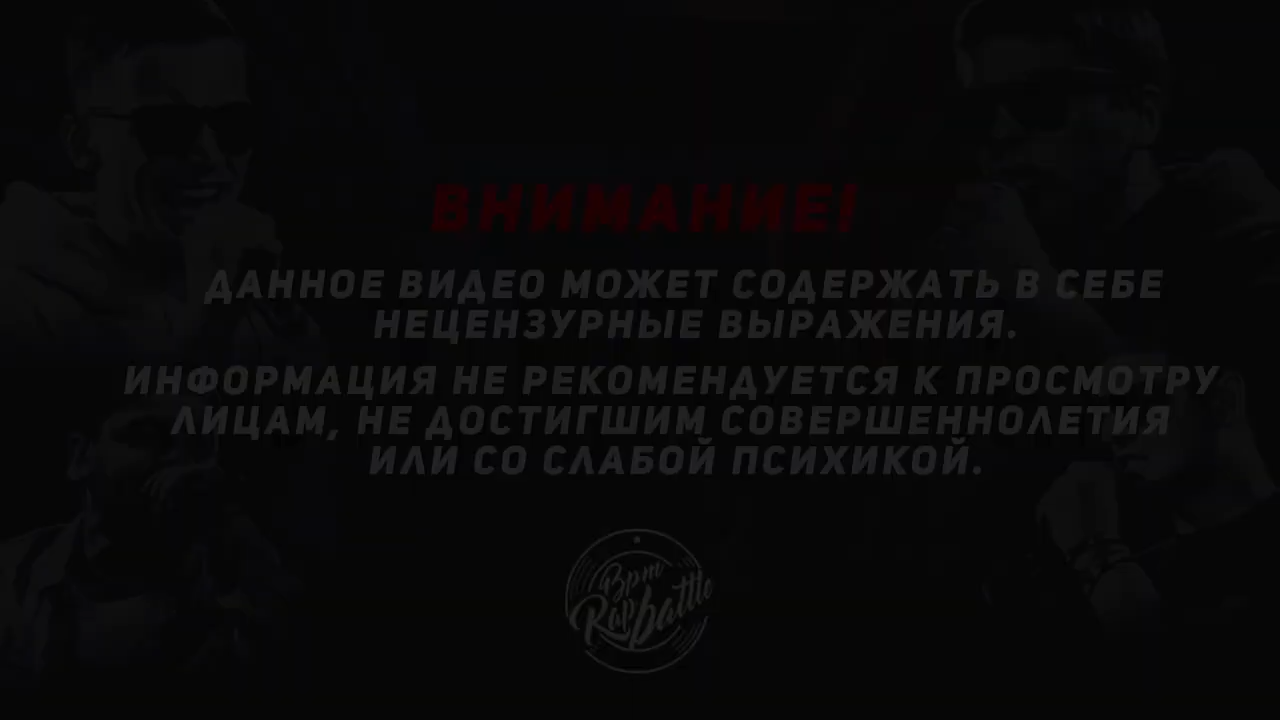 ВНИМАНИЕ!
ДАННОЕ ВИДЕО МОЖЕТ СОДЕРЖАТЬ В СЕБЕ
НЕЦЕНЗУРНЫЕ ВЫРАЖЕНИЯ.
ИНФОРМАЦИЯ НЕ РЕКОМЕНДУЕТСЯ К ПРОСМОТРУ
ЛИЦАМ, НЕ ДОСТИГШИМ СОВЕРШЕННОЛЕТИЯ
ИЛИ СО СЛАБОЙ ПСИХИКОЙ.
Bpm
Rap battle